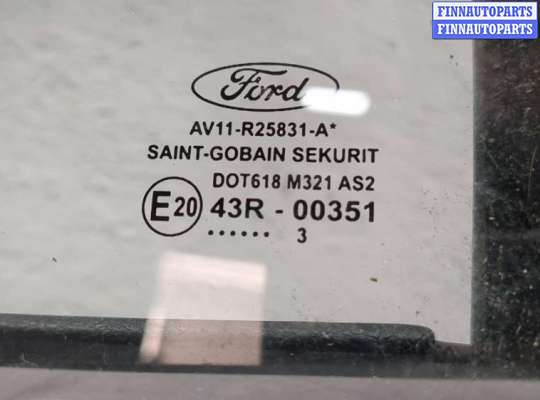 FINNAUTOPARTS
FINNAUTOPARTS
Ford
AV11-R25831-A*
SAINT-GOBAIN SEKURIT
DOT618 M321 AS2
E20 43R - 00351
...... 3